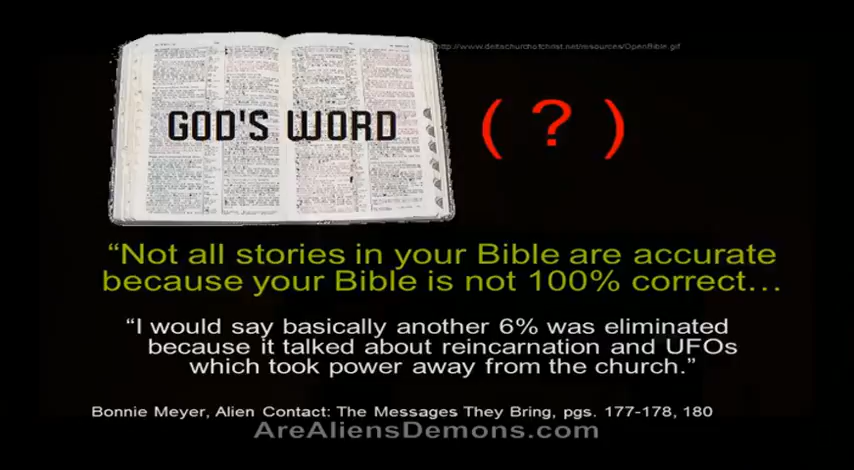 http://www.deltachurchofchrist.net/resources/OpenBible.gif
GOD'S WORD
( ? )
“Not all stories in your Bible are accurate
because your Bible is not 100% correct…
“I would say basically another 6% was eliminated
because it talked about reincarnation and UFOs
which took power away from the church.”
Bonnie Meyer, Alien Contact: The Messages They Bring, pgs. 177-178, 180
AreAliensDemons.com